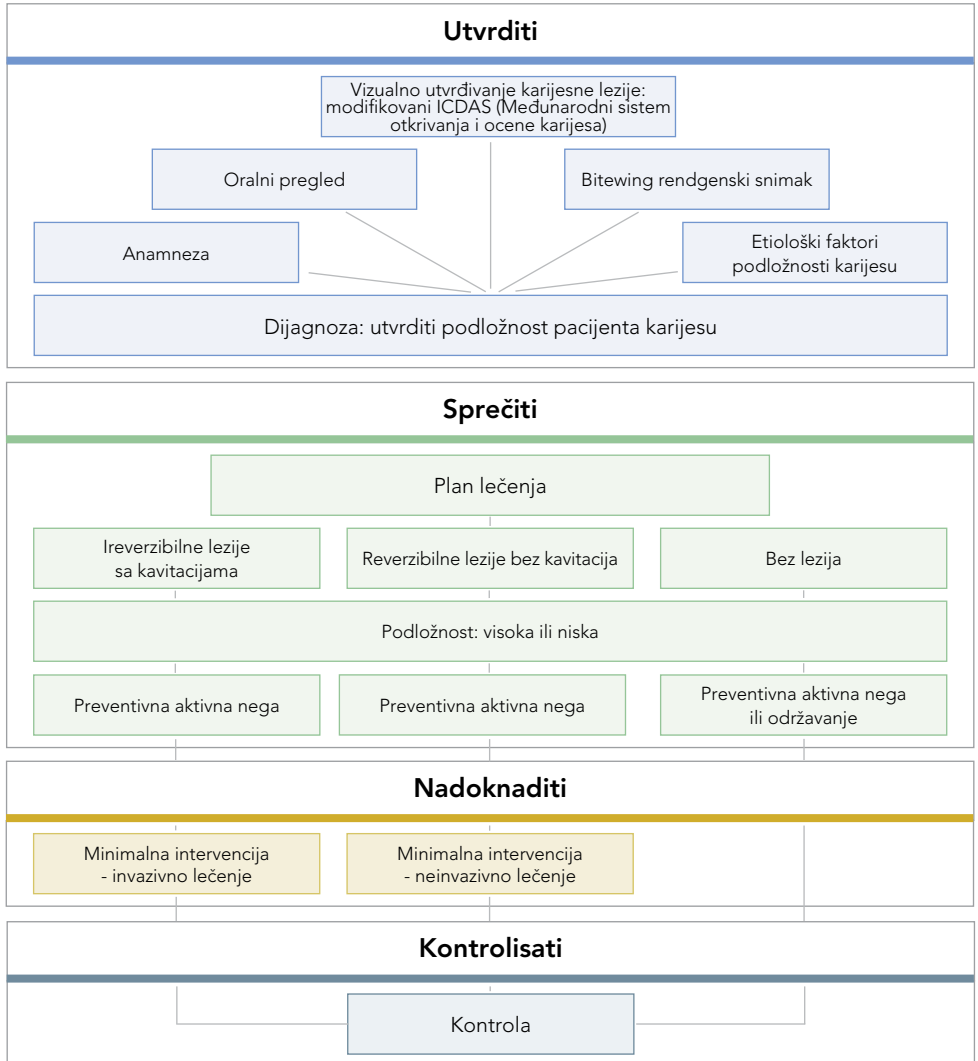 Utvrditi
Vizualno utvrđivanje karijesne lezije:
modifikovani ICDAS (Međunarodni sistem
otkrivanja i ocene karijesa)
Oralni pregled
Bitewing rendgenski snimak
Anamneza
Etiološki faktori
podložnosti karijesu
Dijagnoza: utvrditi podložnost pacijenta karijesu
Sprečiti
Plan lečenja
Ireverzibilne lezije
sa kavitacijama
Reverzibilne lezije bez kavitacija
Bez lezija
Podložnost: visoka ili niska
Preventivna aktivna nega
Preventivna aktivna nega
Preventivna aktivna nega
ili održavanje
Nadoknaditi
Minimalna intervencija
- invazivno lečenje
Minimalna intervencija
- neinvazivno lečenje
Kontrolisati
Kontrola